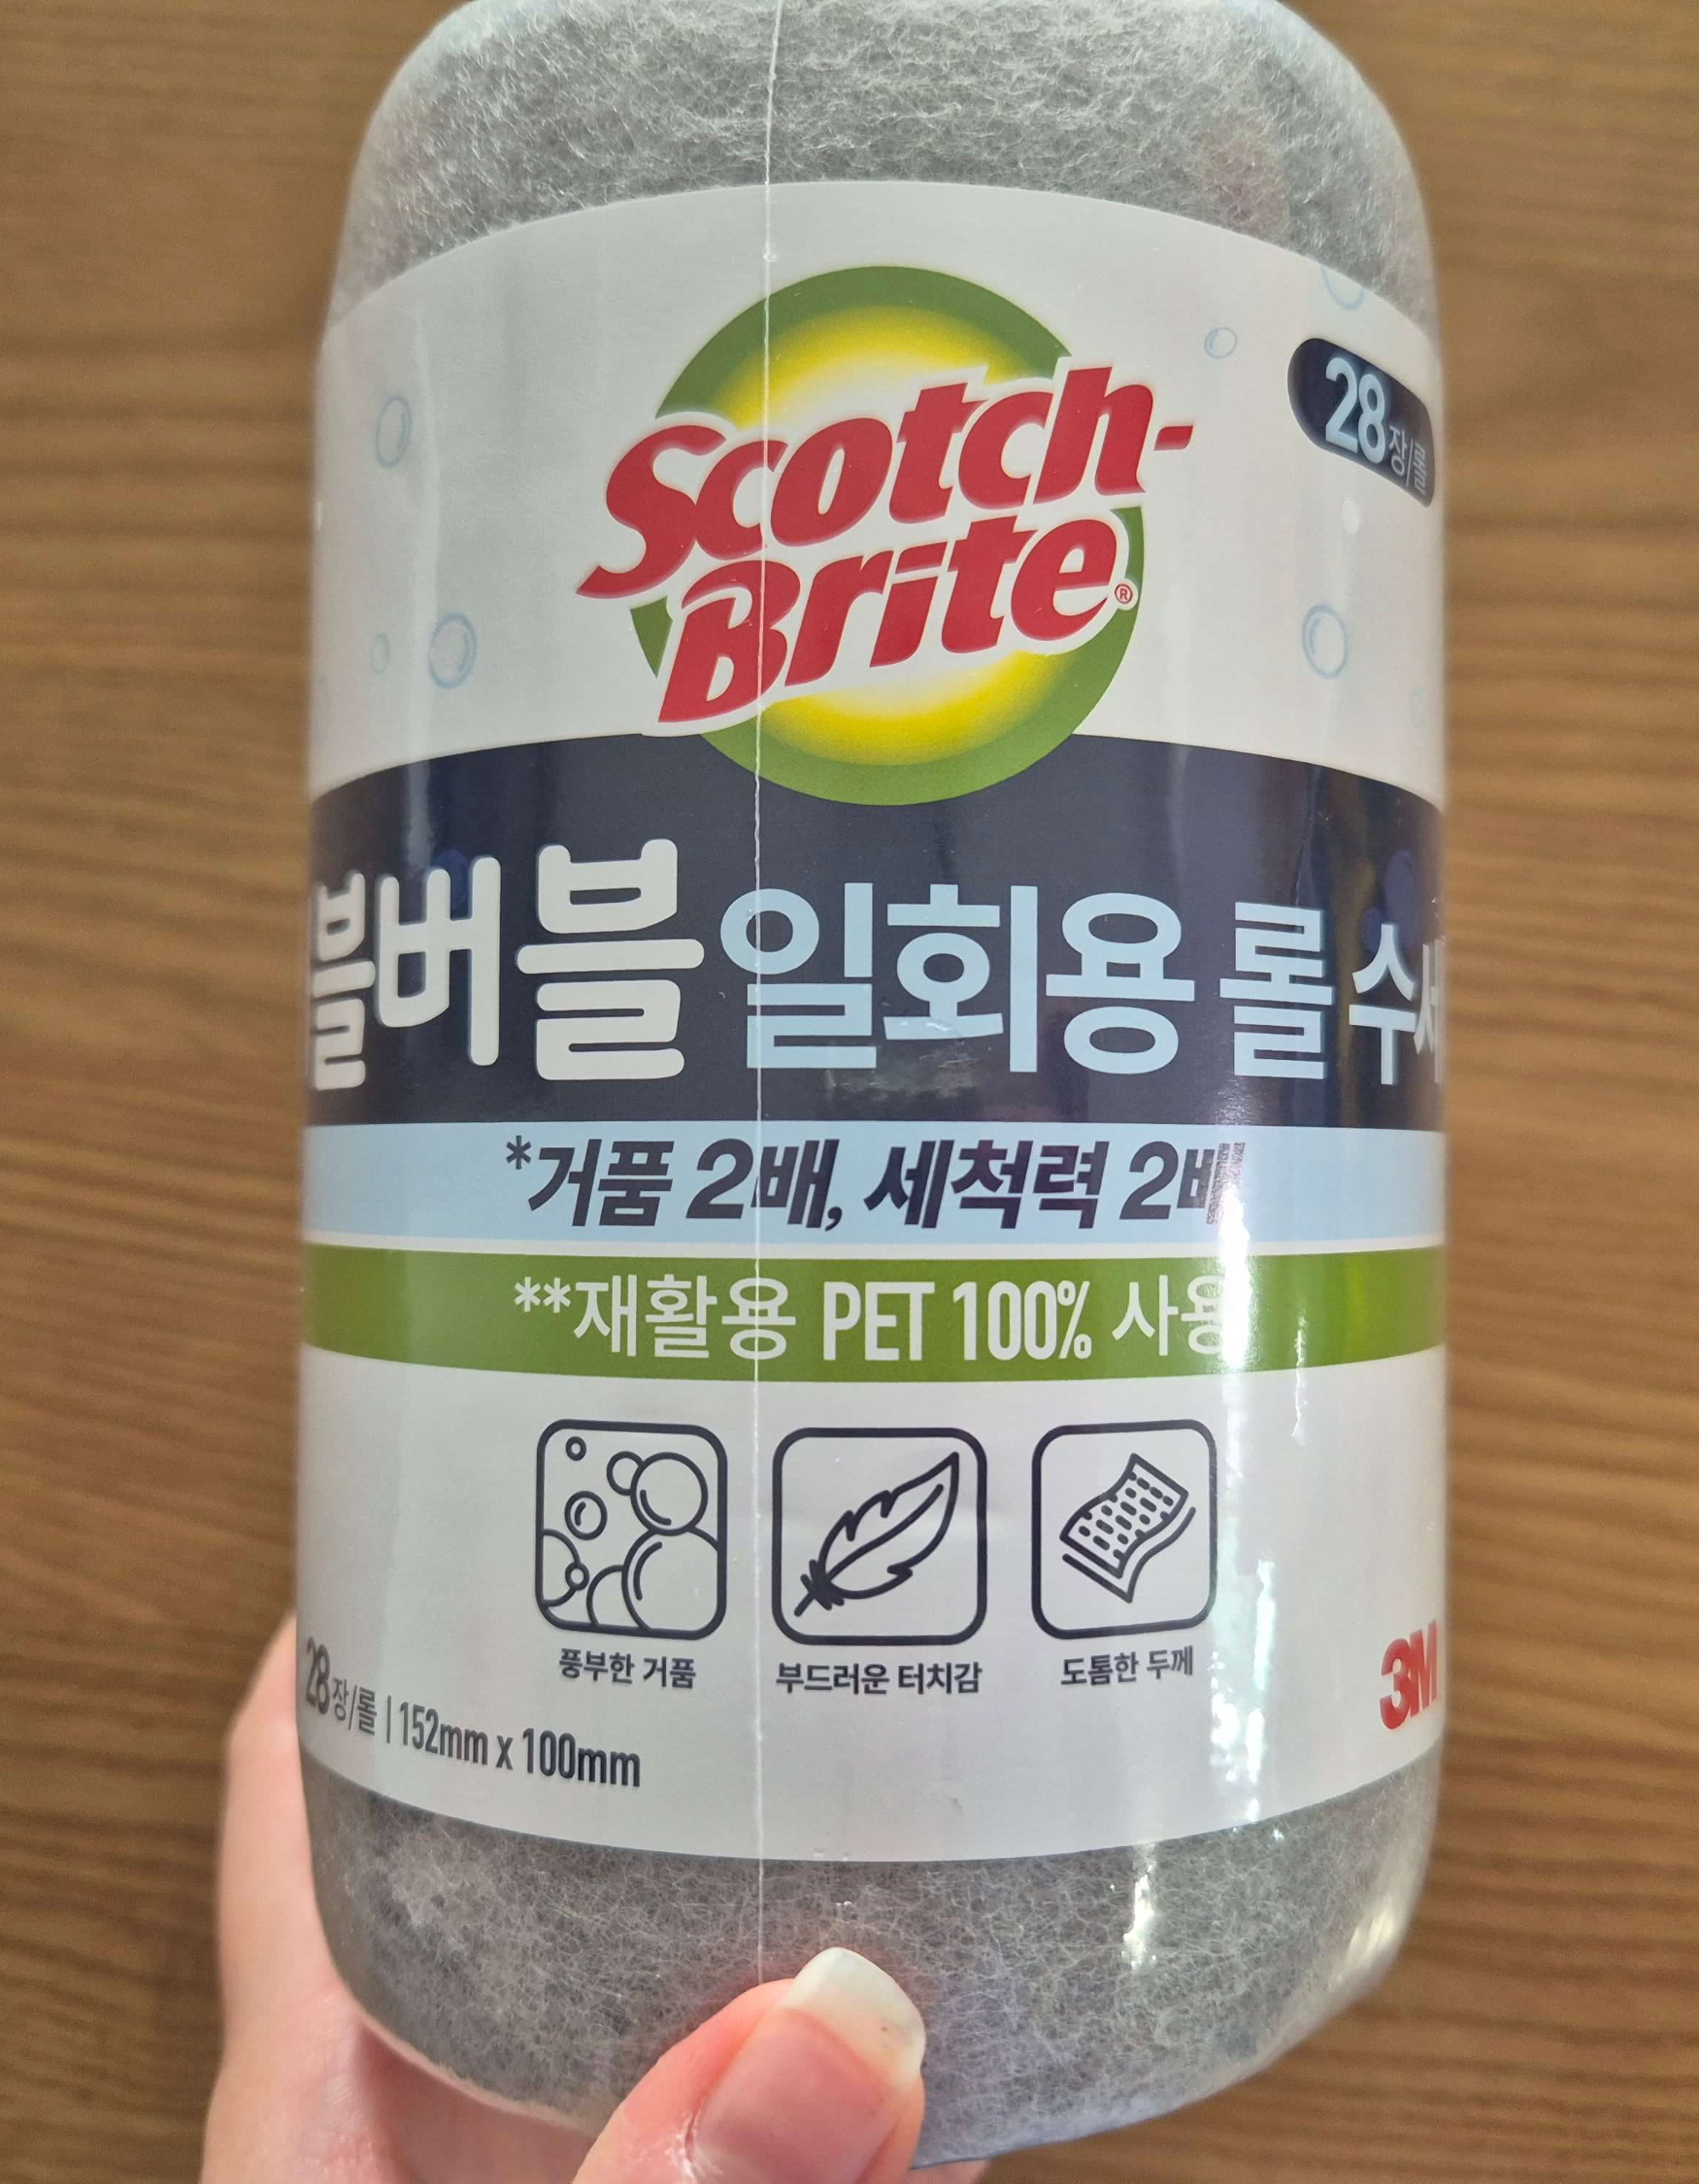 Scotch-
Brite®
28장/롤
블버블 일회용 롤 수세
*거품 2배, 세척력 2배
**재활용 PET 100% 사용
풍부한 거품
부드러운 터치감
도톰한 두께
28장/롤 | 152mm x 100mm
3M